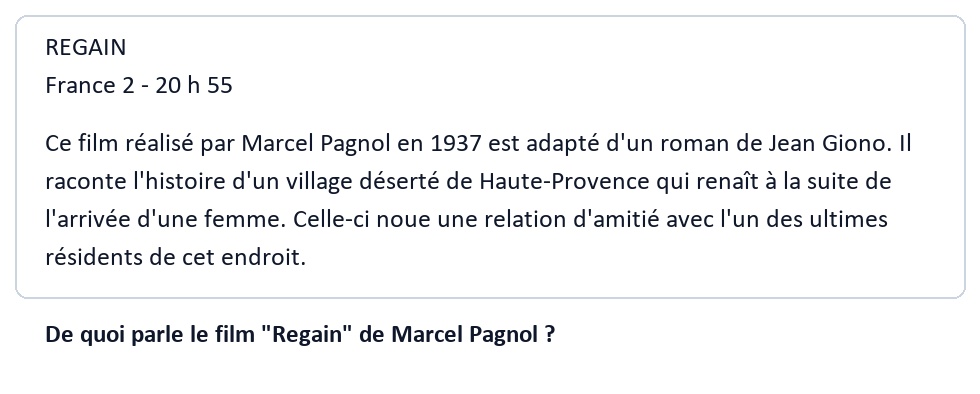 REGAIN
France 2 - 20 h 55
Ce film réalisé par Marcel Pagnol en 1937 est adapté d'un roman de Jean Giono. Il
raconte l'histoire d'un village déserté de Haute-Provence qui renaît à la suite de
l'arrivée d'une femme. Celle-ci noue une relation d'amitié avec l'un des ultimes
résidents de cet endroit.
De quoi parle le film "Regain" de Marcel Pagnol ?